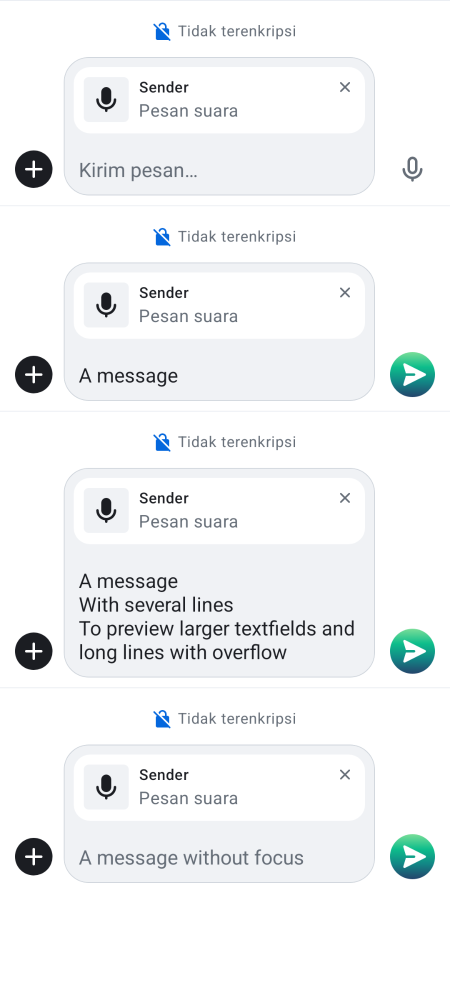 Tidak terenkripsi
Sender
Pesan suara
Kirim pesan…
Tidak terenkripsi
Sender
Pesan suara
A message
Tidak terenkripsi
Sender
Pesan suara
A message
With several lines
To preview larger textfields and
long lines with overflow
Tidak terenkripsi
Sender
Pesan suara
A message without focus